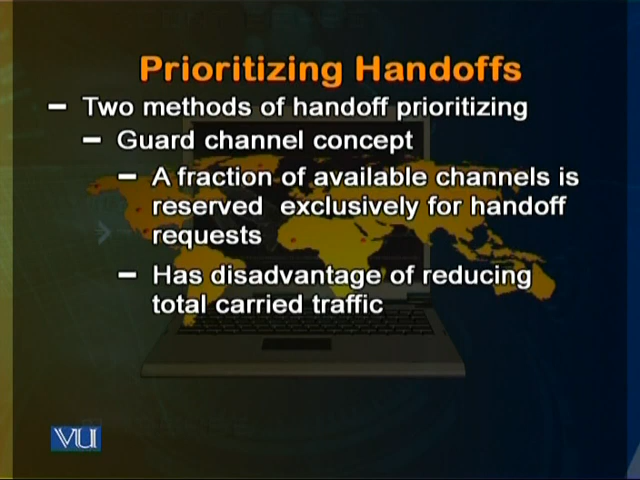 Prioritizing Handoffs
– Two methods of handoff prioritizing
– Guard channel concept
– A fraction of available channels is
reserved exclusively for handoff
requests
– Has disadvantage of reducing
total carried traffic
VU